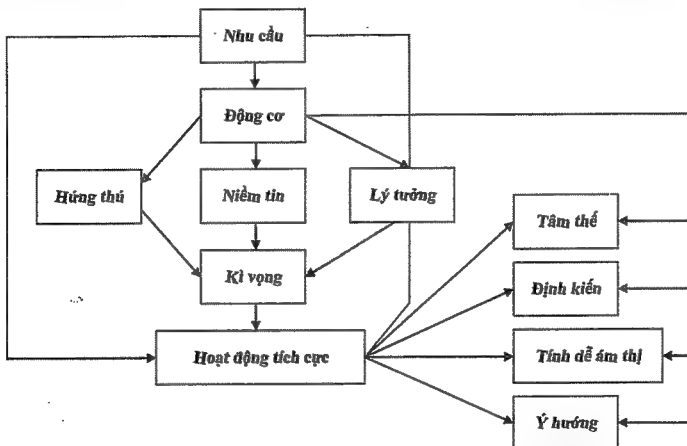 Nhu cầu
Động cơ
Hứng thú
Niềm tin
Lý tưởng
Tâm thế
Kì vọng
Định kiến
Hoạt động tích cực
Tính dễ ám thị
Ý hướng